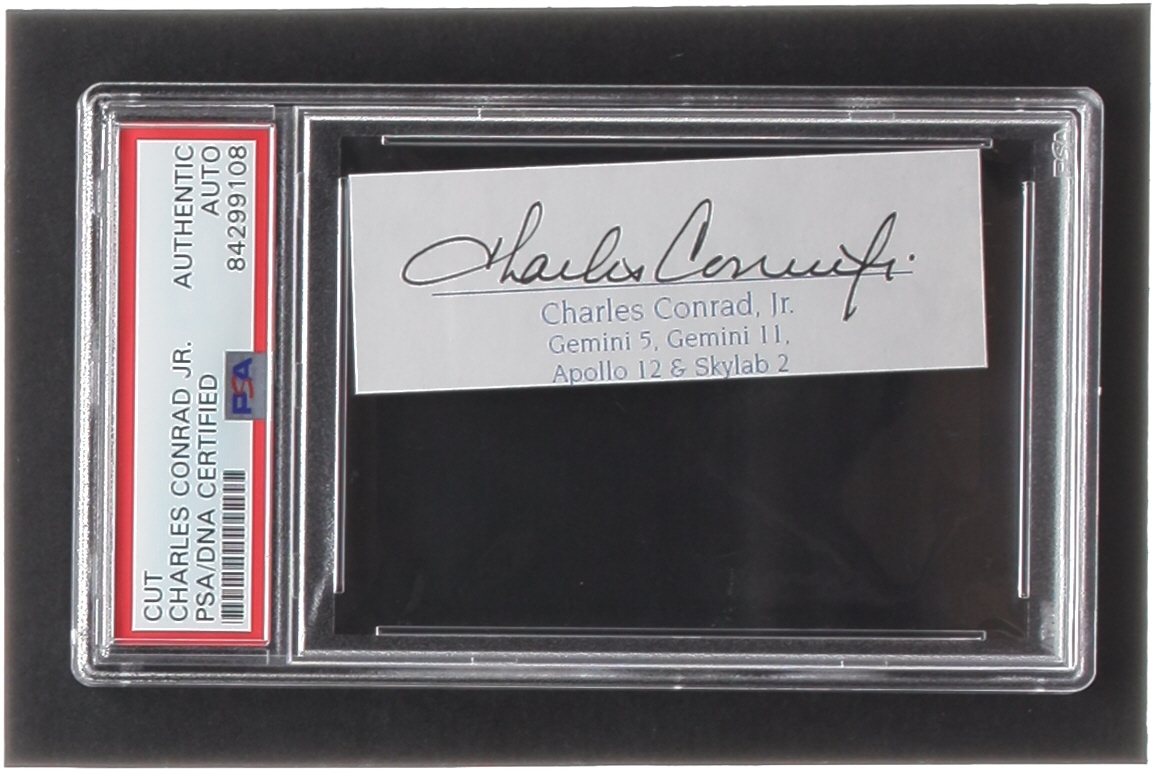 CUT
CHARLES CONRAD JR. AUTHENTIC
PSA/DNA CERTIFIED AUTO
84299108
PSA
PSA
Charles Conrad Jr.
Charles Conrad, Jr.
Gemini 5, Gemini 11,
Apollo 12 & Skylab 2